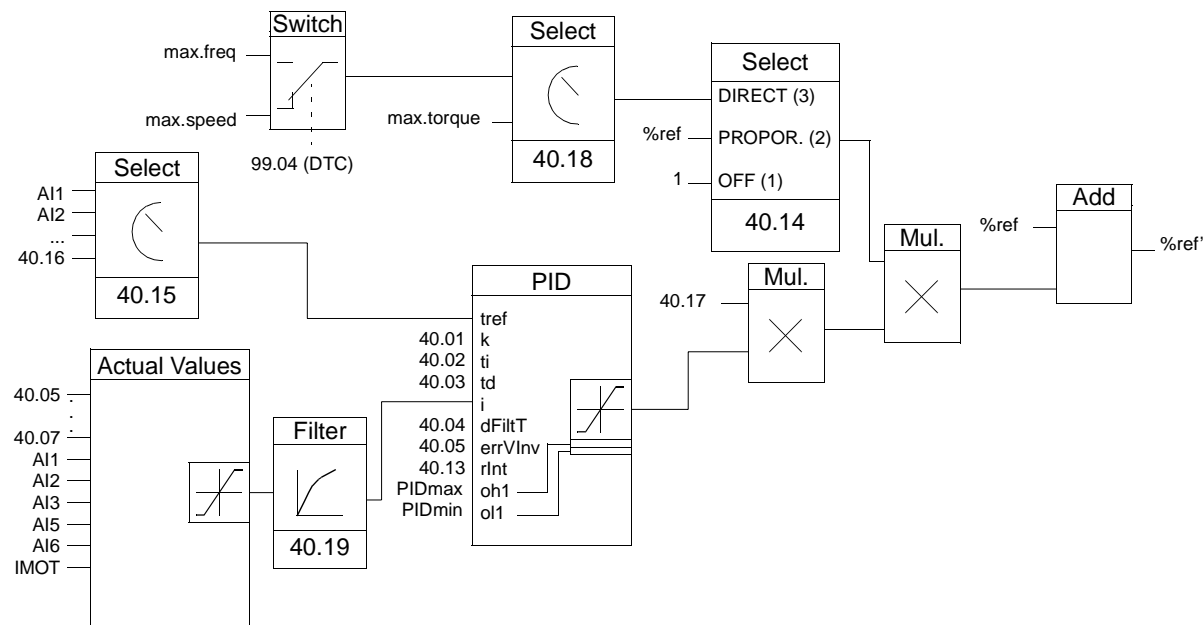 Switch
max.freq
max.speed
99.04 (DTC)
Select
max.torque
40.18
Select
DIRECT (3)
%ref
PROPOR. (2)
1
OFF (1)
40.14
Select
AI1
AI2
...
40.16
40.15
Add
%ref
%ref'
Mul.
Mul.
40.17
PID
tref
40.01
k
40.02
ti
40.03
td
i
40.04
dFiltT
40.05
errVInv
40.13
rInt
PIDmax
oh1
PIDmin
ol1
Actual Values
40.05
.
.
40.07
AI1
AI2
AI3
AI5
AI6
IMOT
Filter
40.19